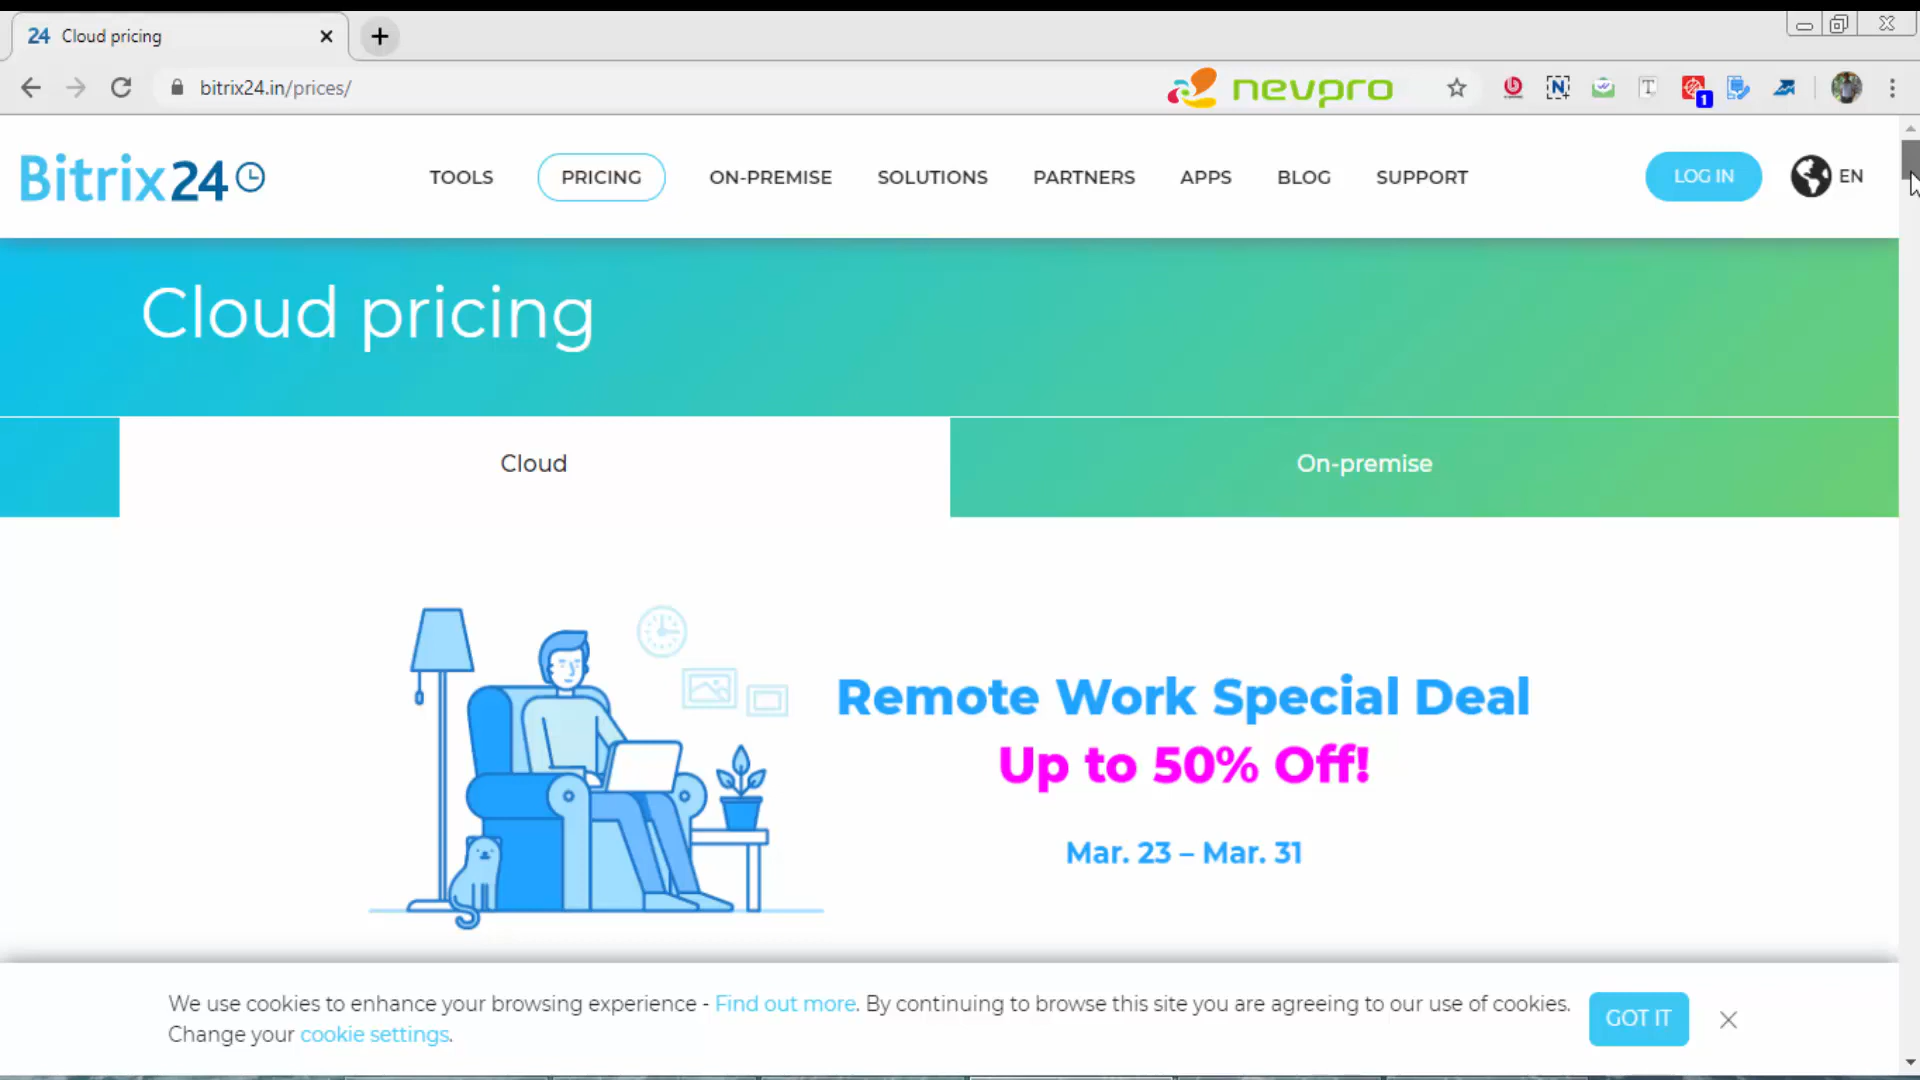 24 Cloud pricing
bitrix24.in/prices/
nevpro
1
Bitrix24
TOOLS PRICING ON-PREMISE SOLUTIONS PARTNERS APPS BLOG SUPPORT LOG IN EN
Cloud pricing
Cloud On-premise
Remote Work Special Deal
Up to 50% Off!
Mar. 23 – Mar. 31
We use cookies to enhance your browsing experience - Find out more. By continuing to browse this site you are agreeing to our use of cookies.
Change your cookie settings.
GOT IT